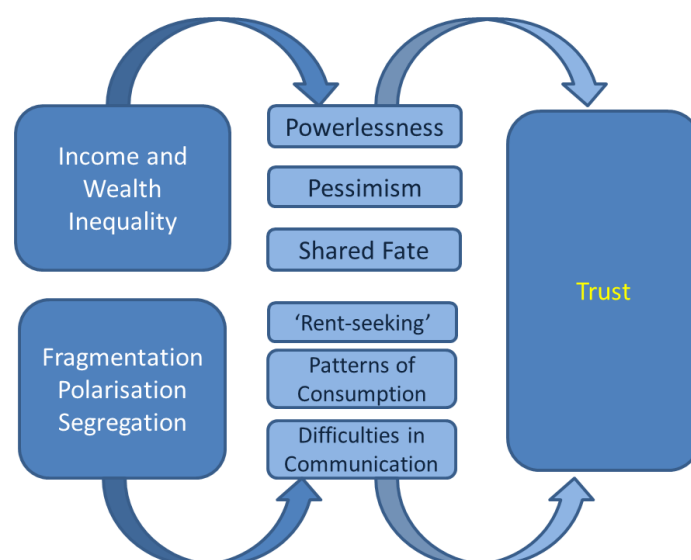 Income and
Wealth
Inequality
Fragmentation
Polarisation
Segregation
Powerlessness
Pessimism
Shared Fate
‘Rent-seeking’
Patterns of
Consumption
Difficulties in
Communication
Trust